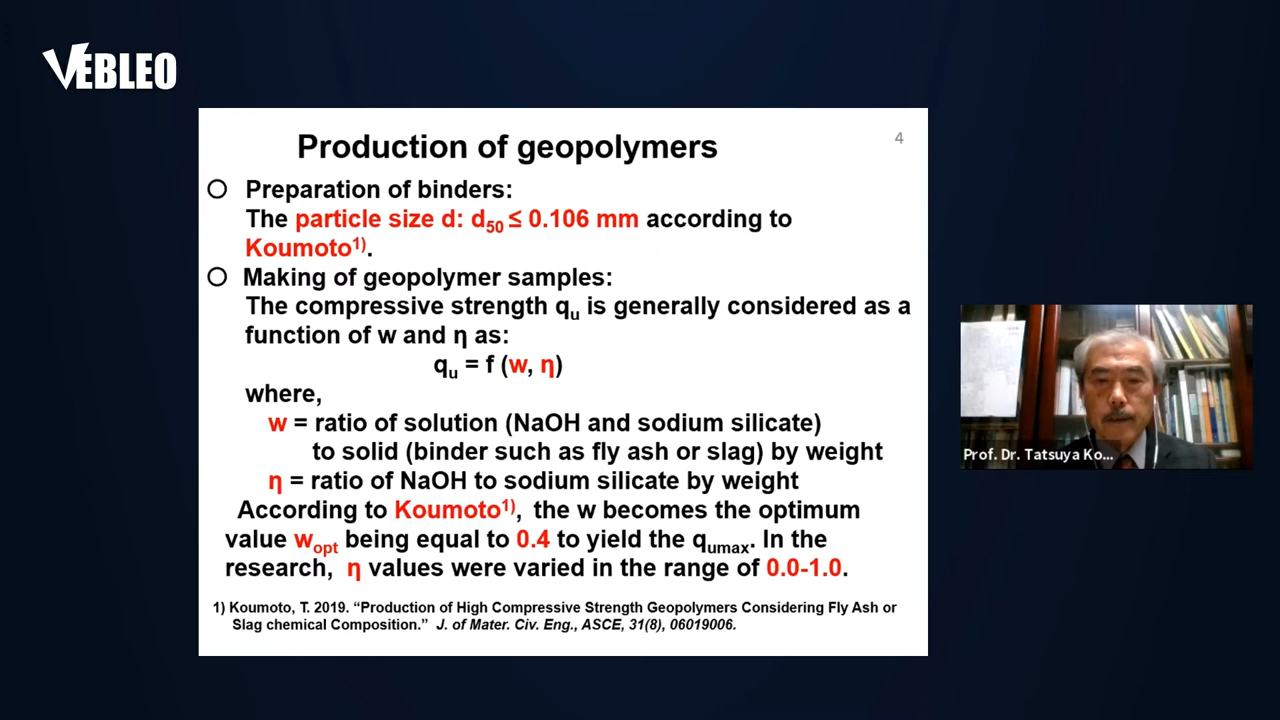 VEBLEO
Production of geopolymers
4
○ Preparation of binders:
The particle size d: d50 ≤ 0.106 mm according to
Koumoto1).
○ Making of geopolymer samples:
The compressive strength qu is generally considered as a
function of w and η as:
qu = f (w, η)
where,
w = ratio of solution (NaOH and sodium silicate)
to solid (binder such as fly ash or slag) by weight
η = ratio of NaOH to sodium silicate by weight
According to Koumoto1), the w becomes the optimum
value wopt being equal to 0.4 to yield the qumax. In the
research, η values were varied in the range of 0.0-1.0.
1) Koumoto, T. 2019. “Production of High Compressive Strength Geopolymers Considering Fly Ash or
Slag chemical Composition.” J. of Mater. Civ. Eng., ASCE, 31(8), 06019006.
Prof. Dr. Tatsuya Ko...